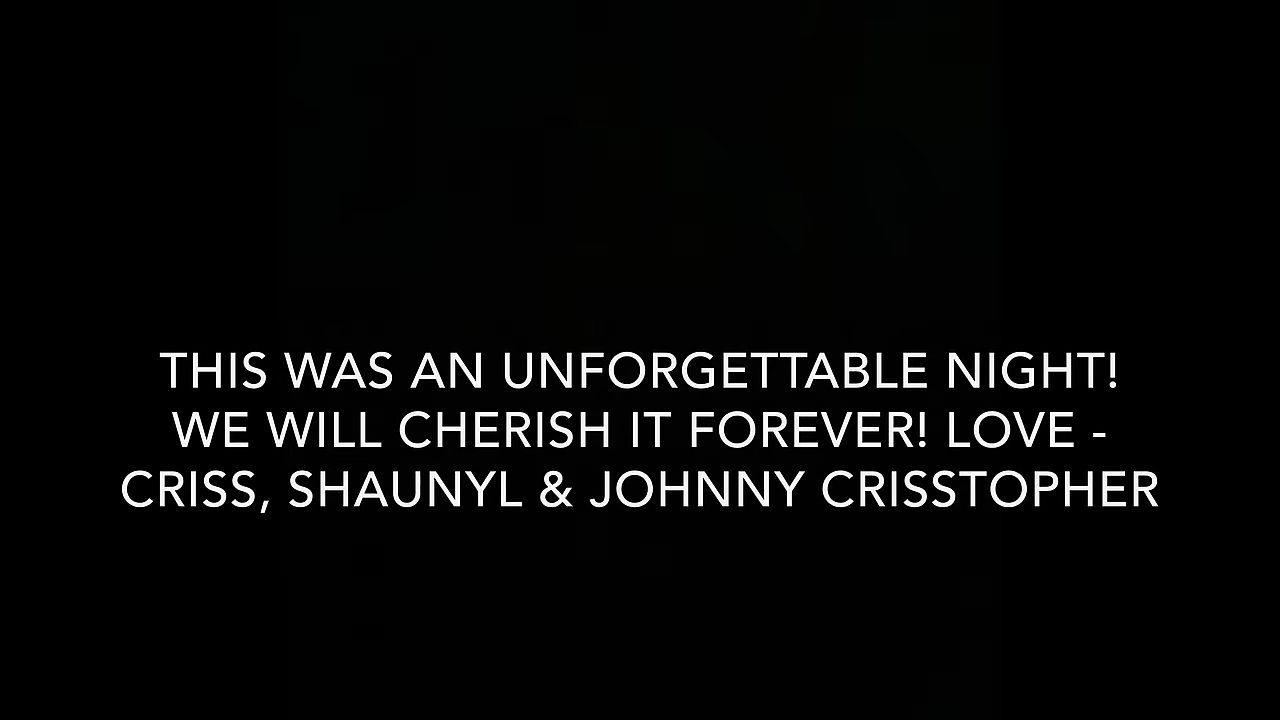 THIS WAS AN UNFORGETTABLE NIGHT!
WE WILL CHERISH IT FOREVER! LOVE -
CRISS, SHAUNYL & JOHNNY CRISSTOPHER